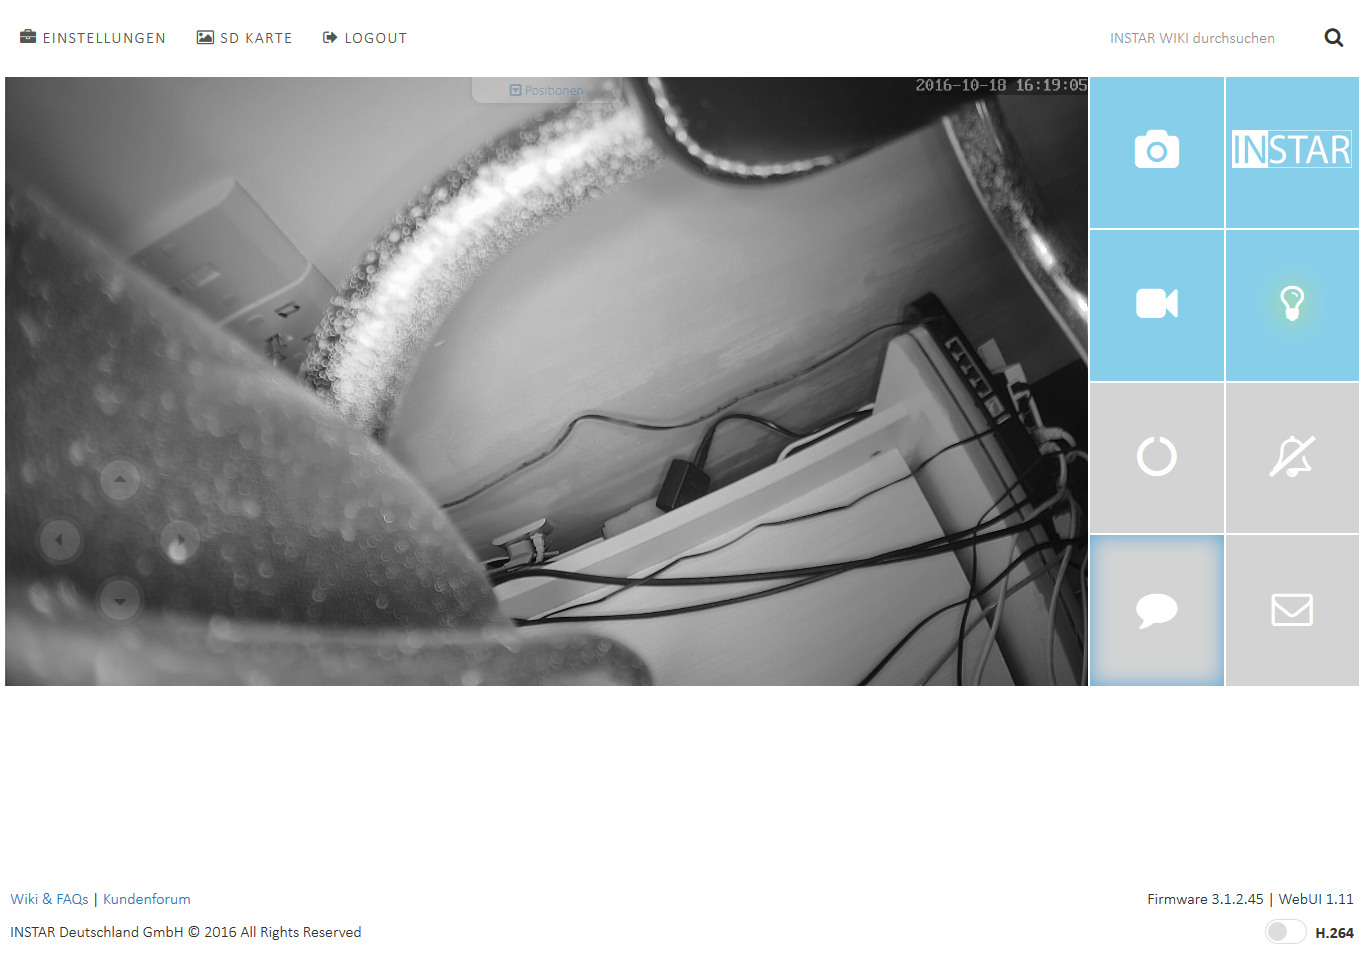 EINSTELLUNGEN SD KARTE LOGOUT INSTAR WIKI durchsuchen
Positionen
2016-10-18 16:19:05
INSTAR
Wiki & FAQs | Kundenforum
Firmware 3.1.2.45 | WebUI 1.11
INSTAR Deutschland GmbH © 2016 All Rights Reserved
H.264